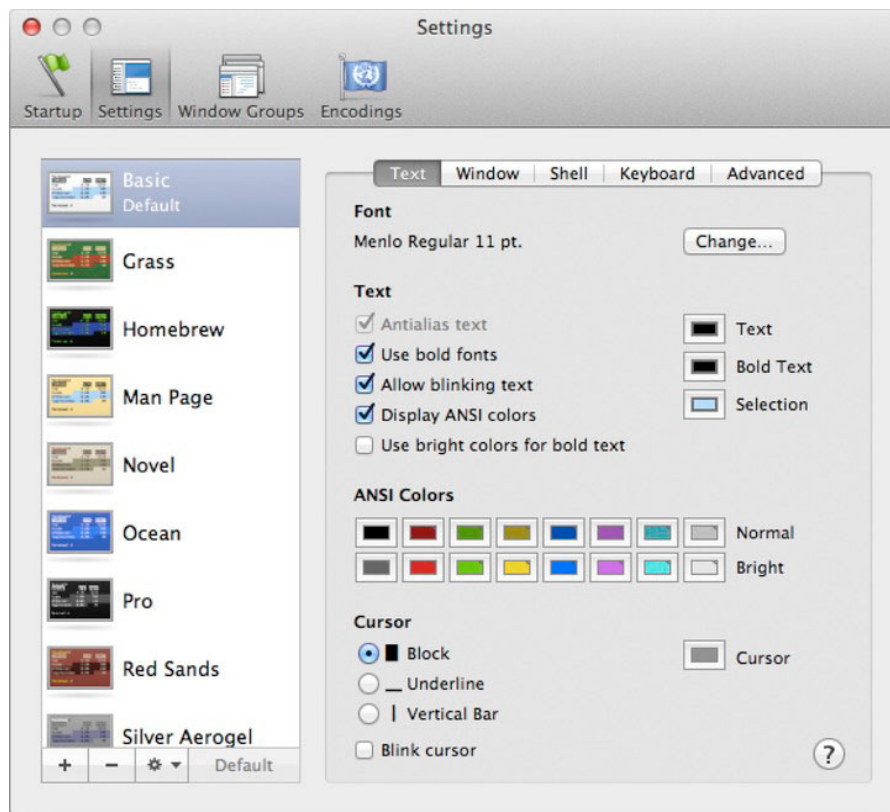 Settings
Startup Settings Window Groups Encodings
Basic
Default
Grass
Homebrew
Man Page
Novel
Ocean
Pro
Red Sands
Silver Aerogel
+ − Default
Text Window Shell Keyboard Advanced
Font
Menlo Regular 11 pt. Change...
Text
Antialias text
Use bold fonts
Allow blinking text
Display ANSI colors
Use bright colors for bold text
Text
Bold Text
Selection
ANSI Colors
Normal
Bright
Cursor
Block
Underline
Vertical Bar
Blink cursor
Cursor
?